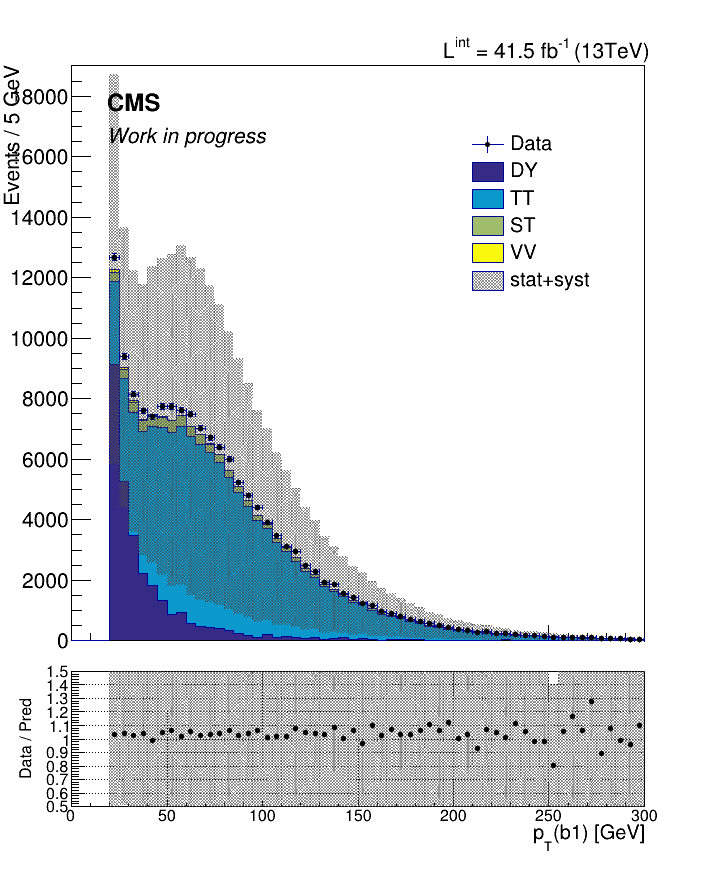 L^int = 41.5 fb^-1 (13TeV)
Events / 5 GeV
18000
16000
14000
12000
10000
8000
6000
4000
2000
0
CMS
Work in progress
Data
DY
TT
ST
VV
stat+syst
Data / Pred
1.5
1.4
1.3
1.2
1.1
1
0.9
0.8
0.7
0.6
0.5
0 50 100 150 200 250 300
p_T(b1) [GeV]